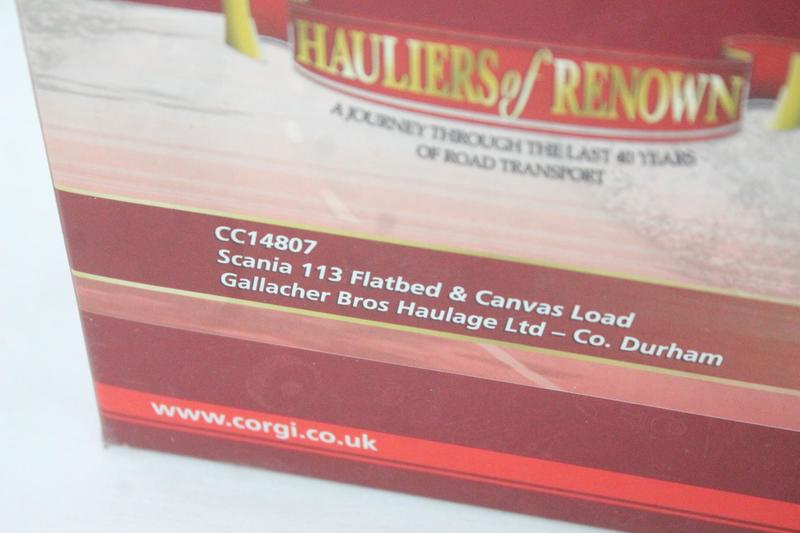 HAULIERS of RENOWN
A JOURNEY THROUGH THE LAST 40 YEARS
OF ROAD TRANSPORT
CC14807
Scania 113 Flatbed & Canvas Load
Gallacher Bros Haulage Ltd – Co. Durham
www.corgi.co.uk